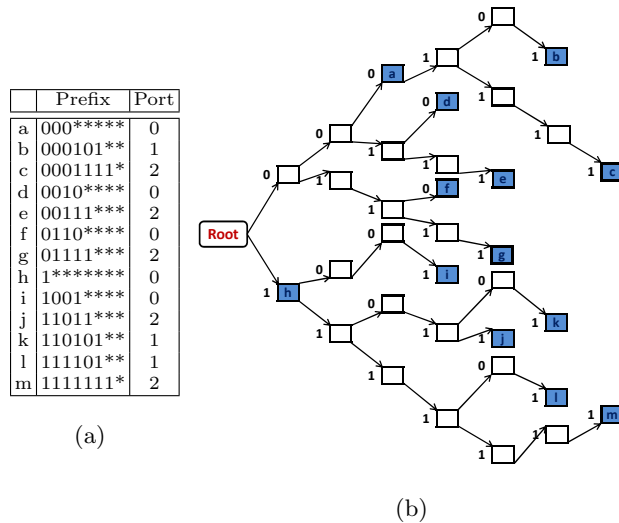 Prefix Port
a 000***** 0
b 000101** 1
c 0001111* 2
d 0010**** 0
e 00111*** 2
f 0110**** 0
g 01111*** 2
h 1******* 0
i 1001**** 0
j 11011*** 2
k 110101** 1
l 111101** 1
m 1111111* 2
(a)
0
0 a 1 1 b
0 d 1
0 1
1 1 e 1 c
0 1 0 f
1
Root
0 1 g
0 1 i
1 h
0 0
1 1 k
1 1 j
1 0
1 l
1 1 m
1
1
(b)